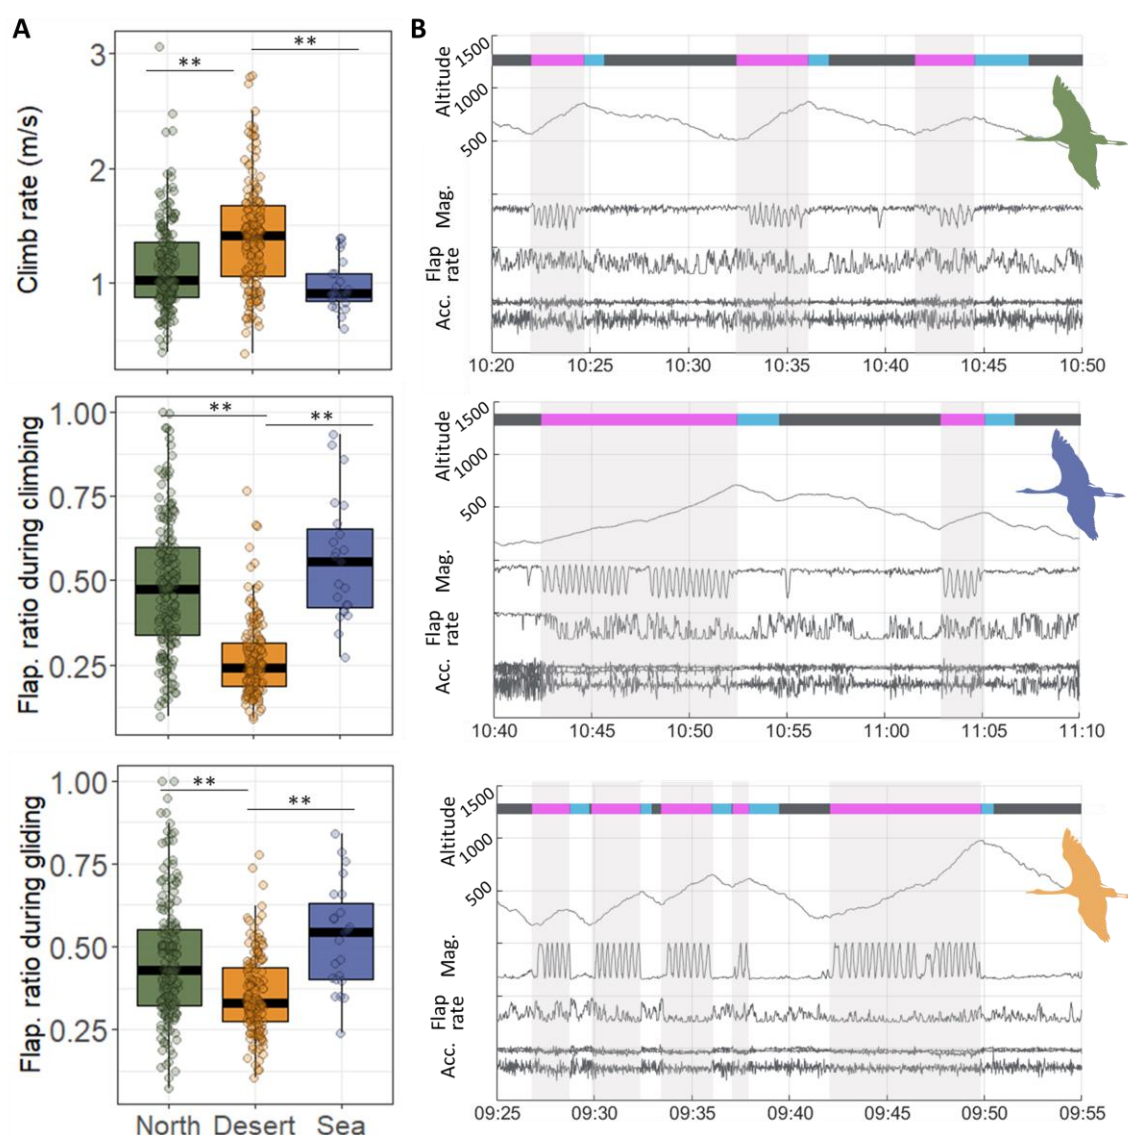 A
Climb rate (m/s)
3
2
1
**
**
Flap. ratio during climbing
1.00
0.75
0.50
0.25
**
**
Flap. ratio during gliding
1.00
0.75
0.50
0.25
**
**
North Desert Sea
B
Altitude
1500
1000
500
Mag.
Flap
rate
Acc.
10:20 10:25 10:30 10:35 10:40 10:45 10:50
Altitude
1500
1000
500
Mag.
Flap
rate
Acc.
10:40 10:45 10:50 10:55 11:00 11:05 11:10
Altitude
1500
1000
500
Mag.
Flap
rate
Acc.
09:25 09:30 09:35 09:40 09:45 09:50 09:55